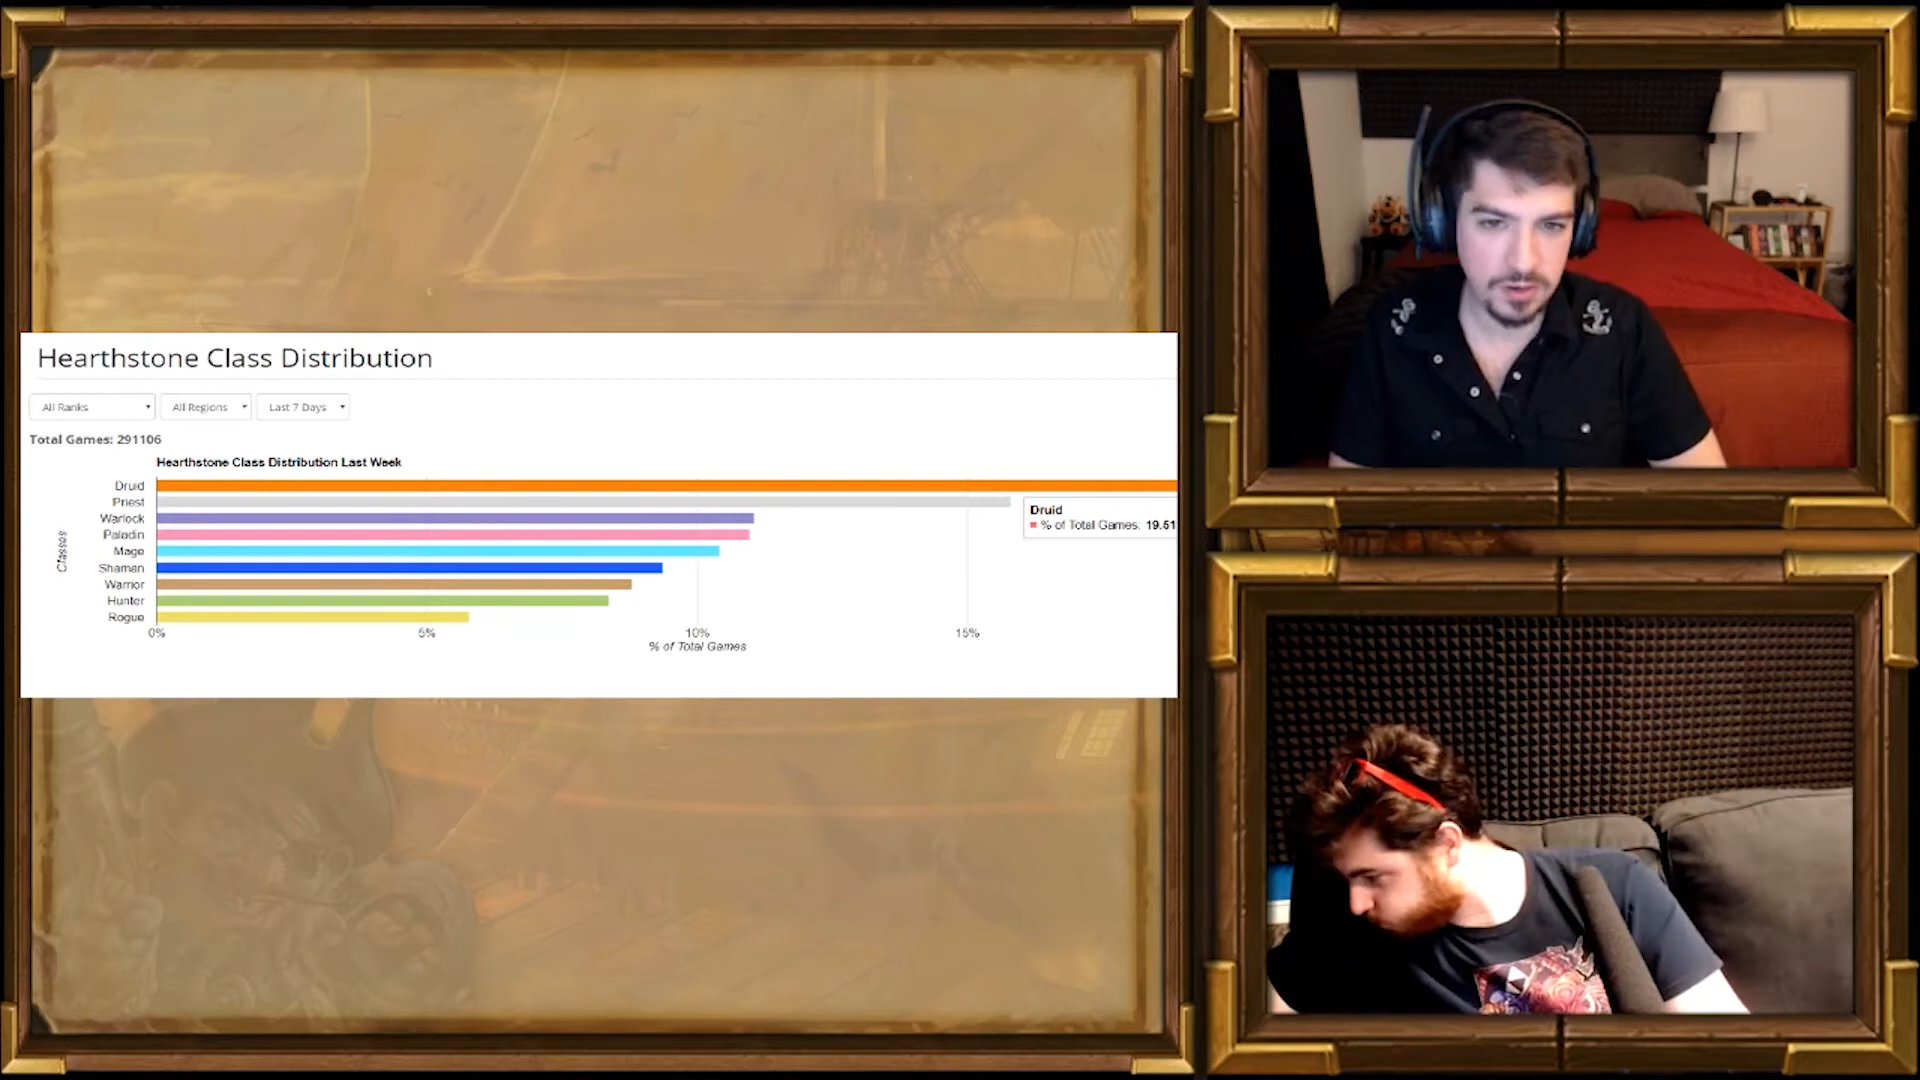 Hearthstone Class Distribution
All Ranks All Regions Last 7 Days
Total Games: 291106
Hearthstone Class Distribution Last Week
Classes
Druid
Priest
Warlock
Paladin
Mage
Shaman
Warrior
Hunter
Rogue
Druid
% of Total Games: 19.51
0% 5% 10% 15%
% of Total Games